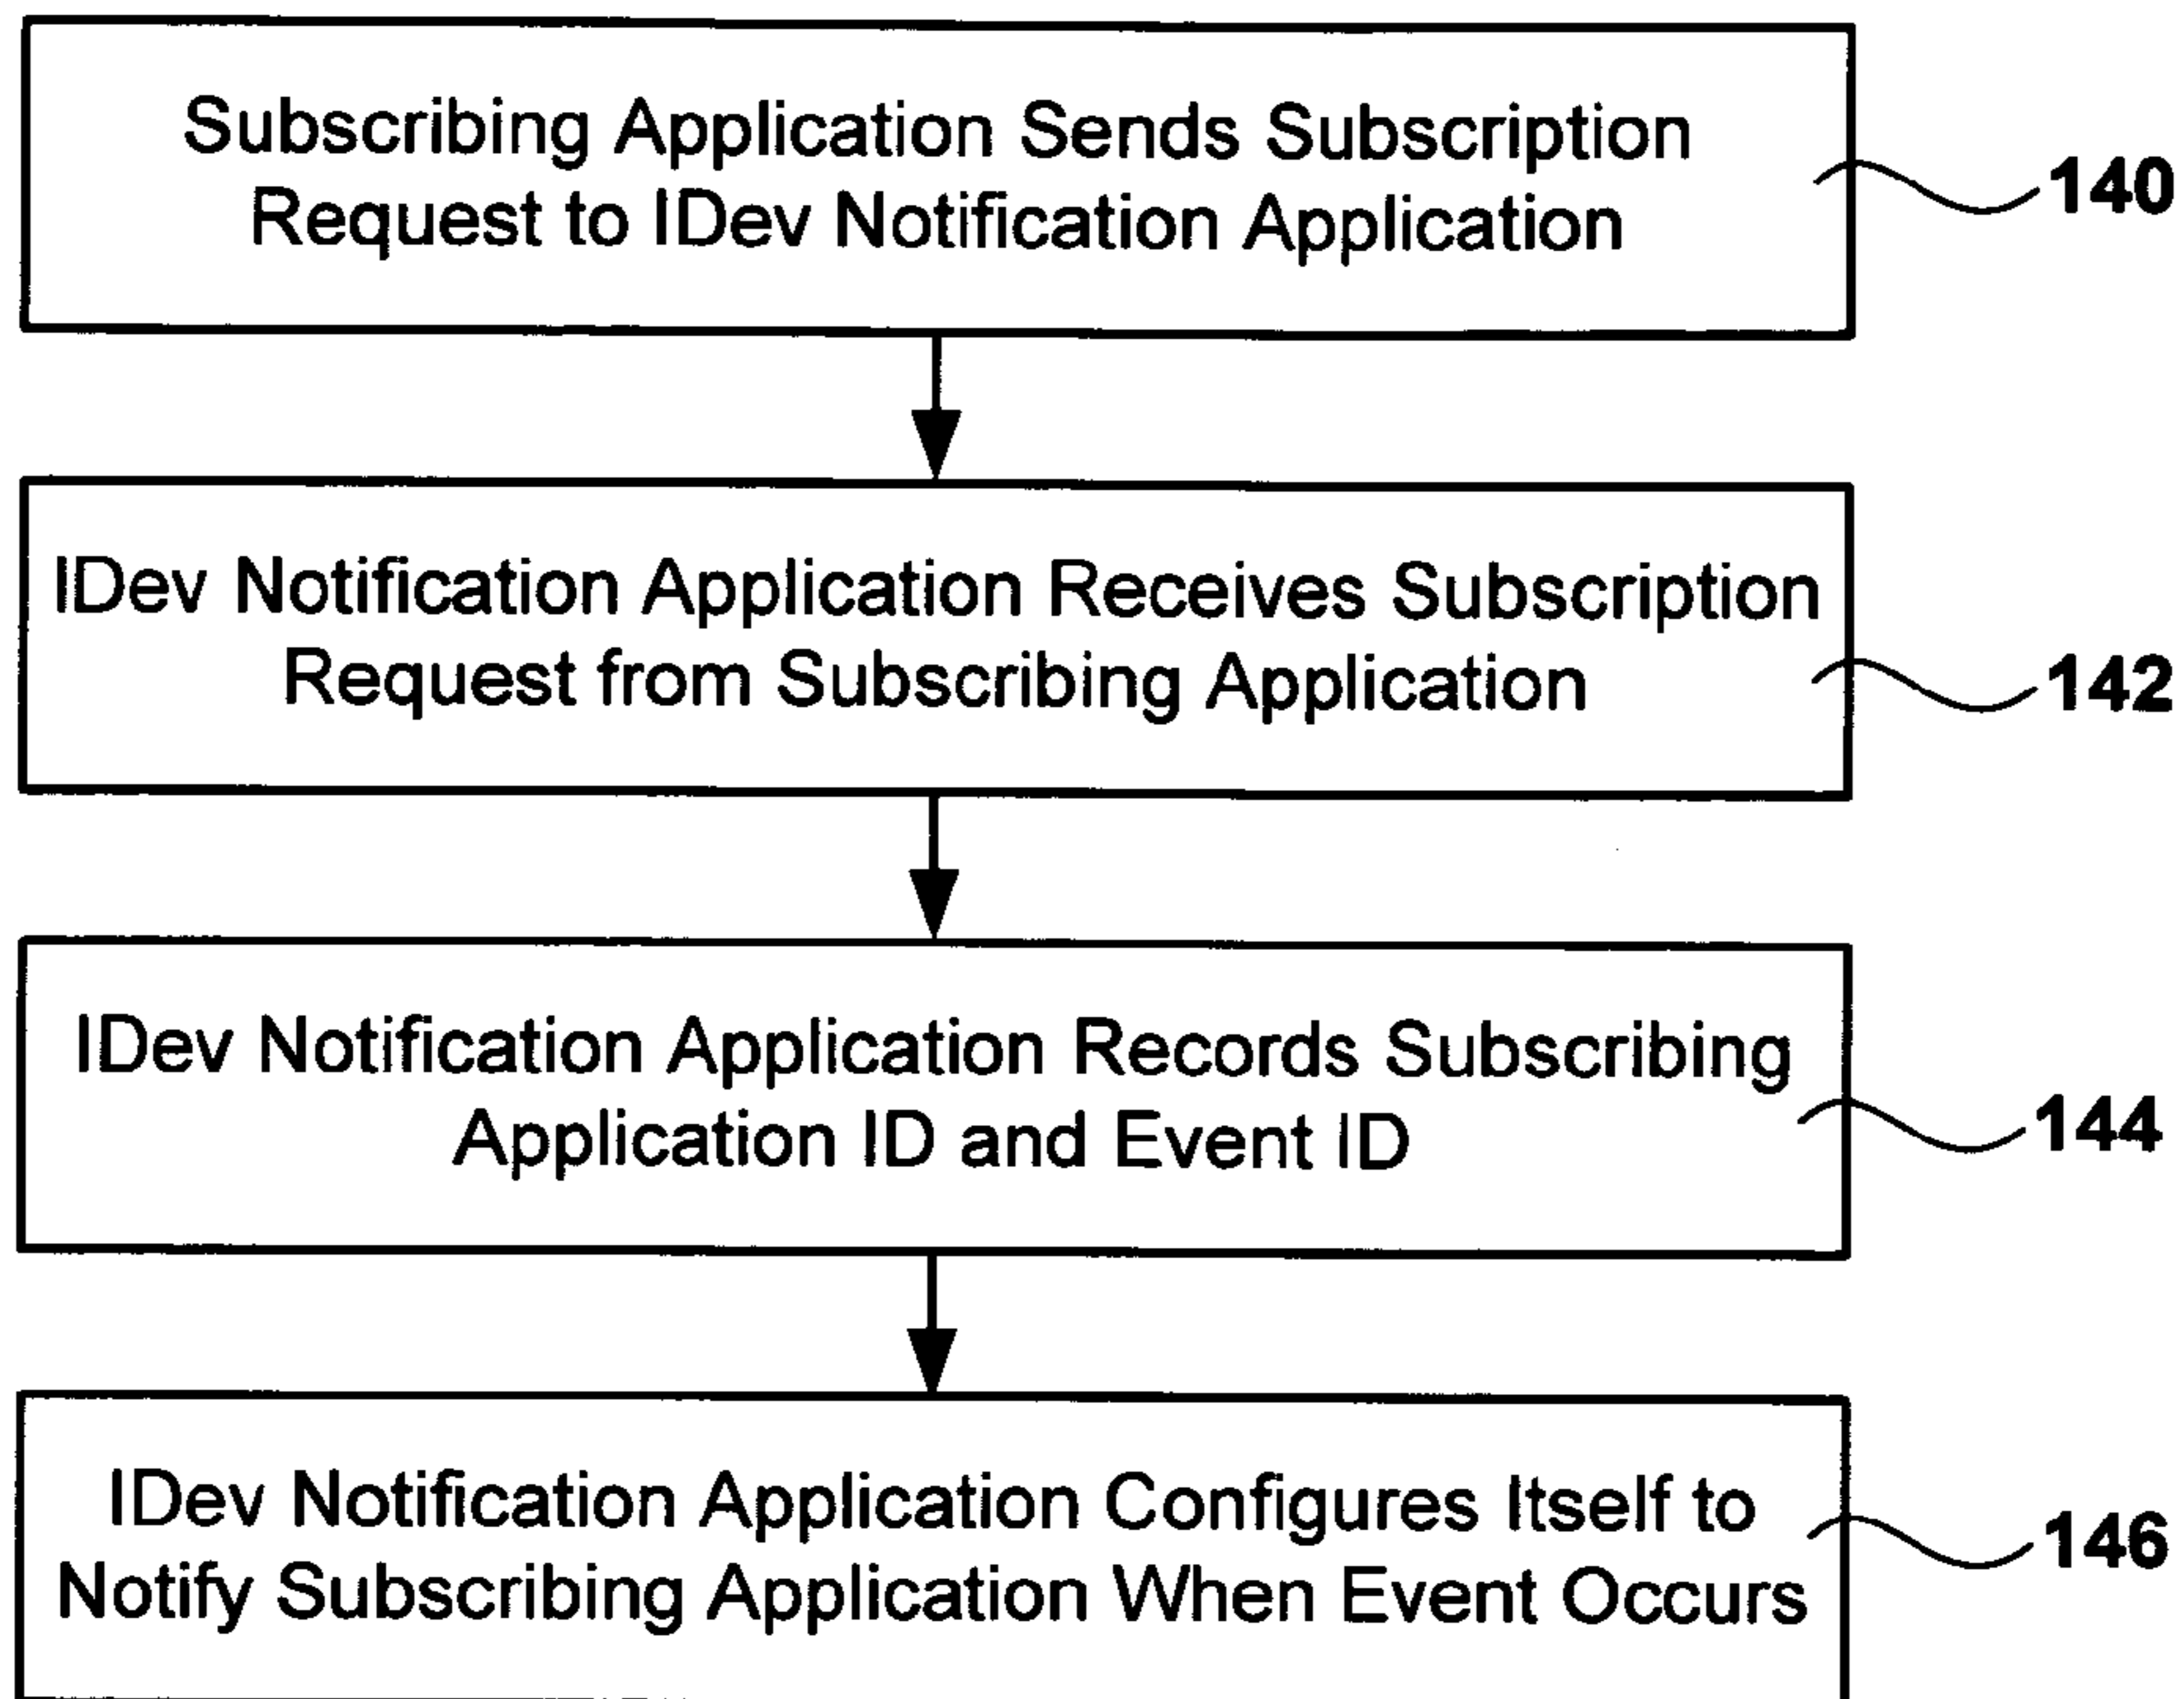 Subscribing Application Sends Subscription
Request to IDev Notification Application
140
IDev Notification Application Receives Subscription
Request from Subscribing Application
142
IDev Notification Application Records Subscribing
Application ID and Event ID
144
IDev Notification Application Configures Itself to
Notify Subscribing Application When Event Occurs
146